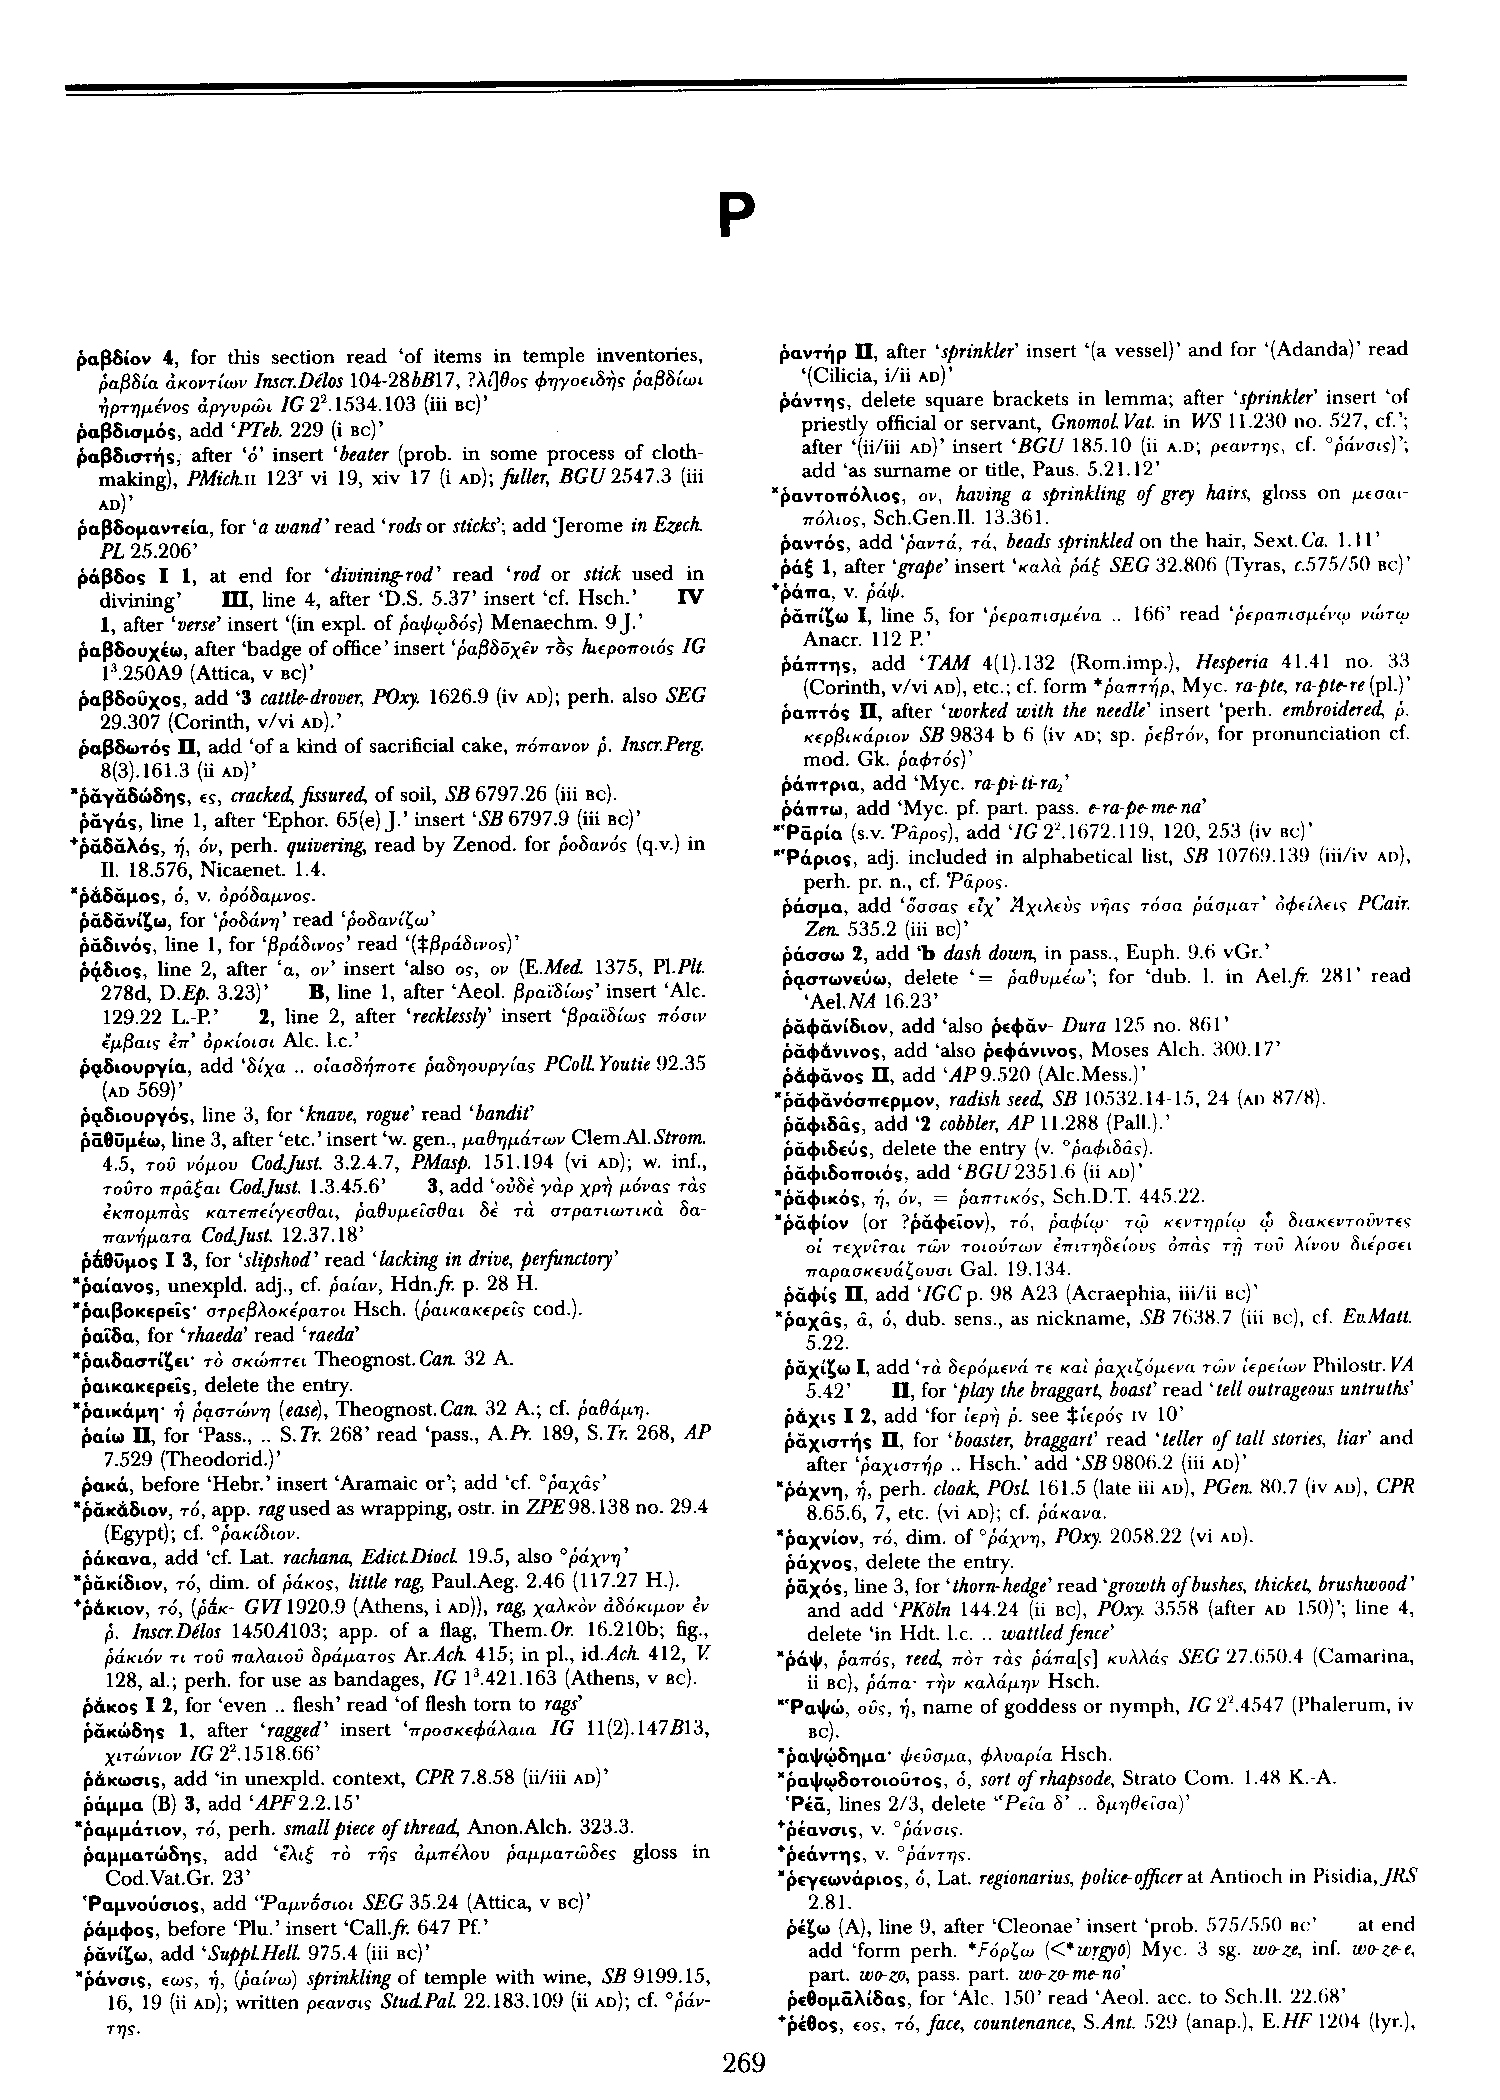 Ρ
ῥαβδίον 4, for this section read ‘of items in temple inventories,
ῥαβδία ἀκοντίων Inscr.Délos 104-28bB17, ?λί]θος φηγοειδὴς ῥαβδίωι
ἠρτημένος ἀργυρῶι IG 2².1534.103 (iii BC)’
ῥαβδισμός, add ‘PTeb. 229 (i BC)’
ῥαβδιστής, after ‘ὁ’ insert ‘beater (prob. in some process of cloth-
making), PMich.II 123ʳ vi 19, xiv 17 (i AD); fuller, BGU 2547.3 (iii
AD)’
ῥαβδομαντεία, for ‘a wand’ read ‘rods or sticks’; add ‘Jerome in Ezech.
PL 25.206’
ῥάβδος I 1, at end for ‘divining-rod’ read ‘rod or stick used in
divining’ III, line 4, after ‘D.S. 5.37’ insert ‘cf. Hsch.’ IV
1, after ‘verse’ insert ‘(in expl. of ῥαψῳδός) Menaechm. 9 J.’
ῥαβδουχέω, after ‘badge of office’ insert ‘ῥαβδο̄χε̂ν τὸς hιεροποιός IG
1³.250A9 (Attica, v BC)’
ῥαβδοῦχος, add ‘3 cattle-drover, POxy. 1626.9 (iv AD); perh. also SEG
29.307 (Corinth, v/vi AD).’
ῥαβδωτός II, add ‘of a kind of sacrificial cake, πόπανον ῥ. Inscr.Perg.
8(3).161.3 (ii AD)’
*ῥᾰγᾰδώδης, ες, cracked, fissured, of soil, SB 6797.26 (iii BC).
ῥᾰγάς, line 1, after ‘Ephor. 65(e) J.’ insert ‘SB 6797.9 (iii BC)’
⁺ῥᾰδᾰλός, ή, όν, perh. quivering, read by Zenod. for ῥοδανός (q.v.) in
Il. 18.576, Nicaenet. 1.4.
*ῥάδᾰμος, ὁ, v. ὀρόδαμνος.
ῥᾰδᾰνίζω, for ‘ῥοδάνη’ read ‘ῥοδανίζω’
ῥᾰδινός, line 1, for ‘βράδινος’ read ‘(‡βράδινος)’
ῥᾴδιος, line 2, after ‘α, ον’ insert ‘also ος, ον (E.Med. 1375, Pl.Plt.
278d, D.Ep. 3.23)’ B, line 1, after ‘Aeol. βραϊδίως’ insert ‘Alc.
129.22 L.-P.’ 2, line 2, after ‘recklessly’ insert ‘βραϊδίως πόσιν
ἔμβαις ἐπ’ ὀρκίοισι Alc. l.c.’
ῥᾳδιουργία, add ‘δίχα .. οἱασδήποτε ῥαδηουργίας PColl.Youtie 92.35
(AD 569)’
ῥᾳδιουργός, line 3, for ‘knave, rogue’ read ‘bandit’
ῥᾱθῡμέω, line 3, after ‘etc.’ insert ‘w. gen., μαθημάτων Clem.Al.Strom.
4.5, τοῦ νόμου Cod.Just. 3.2.4.7, PMasp. 151.194 (vi AD); w. inf.,
τοῦτο πρᾶξαι Cod.Just. 1.3.45.6’ 3, add ‘οὐδὲ γὰρ χρὴ μόνας τὰς
ἐκπομπὰς κατεπείγεσθαι, ῥαθυμεῖσθαι δὲ τὰ στρατιωτικὰ δα-
πανήματα Cod.Just. 12.37.18’
ῥᾴθῡμος I 3, for ‘slipshod’ read ‘lacking in drive, perfunctory’
*ῥαίανος, unexpld. adj., cf. ῥαίαν, Hdn.fr. p. 28 H.
*ῥαιβοκερεῖς· στρεβλοκέρατοι Hsch. (ῥαικακερεῖς cod.).
ῥαῖδα, for ‘rhaeda’ read ‘raeda’
*ῥαιδαστίζει· τὸ σκώπτει Theognost.Can. 32 A.
ῥαικακερεῖς, delete the entry.
*ῥαικάμη· ἡ ῥᾳστώνη (ease), Theognost.Can. 32 A.; cf. ῥαθάμη.
ῥαίω II, for ‘Pass., .. S.Tr. 268’ read ‘pass., A.Pr. 189, S.Tr. 268, AP
7.529 (Theodorid.)’
ῥακά, before ‘Hebr.’ insert ‘Aramaic or’; add ‘cf. °ῥαχᾶς’
*ῥᾰκάδιον, τό, app. rag used as wrapping, ostr. in ZPE 98.138 no. 29.4
(Egypt); cf. °ῥακίδιον.
ῥάκανα, add ‘cf. Lat. rachana, Edict.Diocl. 19.5, also °ῥάχνη’
*ῥᾰκίδιον, τό, dim. of ῥάκος, little rag, Paul.Aeg. 2.46 (117.27 H.).
⁺ῥάκιον, τό, (ῥᾱ́κ- GVI 1920.9 (Athens, i AD)), rag, χαλκὸν ἀδόκιμον ἐν
ῥ. Inscr.Délos 1450A103; app. of a flag, Them.Or. 16.210b; fig.,
ῥάκιόν τι τοῦ παλαιοῦ δράματος Ar.Ach. 415; in pl., id.Ach. 412, V.
128, al.; perh. for use as bandages, IG 1³.421.163 (Athens, v BC).
ῥάκος I 2, for ‘even .. flesh’ read ‘of flesh torn to rags’
ῥᾰκώδης 1, after ‘ragged’ insert ‘προσκεφάλαια IG 11(2).147B13,
χιτώνιον IG 2².1518.66’
ῥάκωσις, add ‘in unexpld. context, CPR 7.8.58 (ii/iii AD)’
ῥάμμα (B) 3, add ‘APF 2.2.15’
*ῥαμμάτιον, τό, perh. small piece of thread, Anon.Alch. 323.3.
ῥαμματώδης, add ‘ἕλιξ τὸ τῆς ἀμπέλου ῥαμματῶδες gloss in
Cod.Vat.Gr. 23’
Ῥαμνούσιος, add ‘Ῥαμνό̄σιοι SEG 35.24 (Attica, v BC)’
ῥάμφος, before ‘Plu.’ insert ‘Call.fr. 647 Pf.’
ῥᾰνίζω, add ‘Suppl.Hell. 975.4 (iii BC)’
*ῥάνσις, εως, ἡ, (ῥαίνω) sprinkling of temple with wine, SB 9199.15,
16, 19 (ii AD); written ρεανσις Stud.Pal. 22.183.109 (ii AD); cf. °ῥάν-
της.
ῥαντήρ II, after ‘sprinkler’ insert ‘(a vessel)’ and for ‘(Adanda)’ read
‘(Cilicia, i/ii AD)’
ῥάντης, delete square brackets in lemma; after ‘sprinkler’ insert ‘of
priestly official or servant, Gnomol.Vat. in WS 11.230 no. 527, cf.’;
after ‘(ii/iii AD)’ insert ‘BGU 185.10 (ii A.D; ρεαντης, cf. °ῥάνσις)’;
add ‘as surname or title, Paus. 5.21.12’
*ῥαντοπόλιος, ον, having a sprinkling of grey hairs, gloss on μεσαι-
πόλιος, Sch.Gen.Il. 13.361.
ῥαντός, add ‘ῥαντά, τά, beads sprinkled on the hair, Sext.Ca. 1.11’
ῥάξ 1, after ‘grape’ insert ‘καλὰ ῥάξ SEG 32.806 (Tyras, c.575/50 BC)’
⁺ῥάπα, v. ῥάψ.
ῥᾰπίζω I, line 5, for ‘ῥεραπισμένα .. 166’ read ‘ῥεραπισμένῳ νώτῳ
Anacr. 112 P.’
ῥάπτης, add ‘TAM 4(1).132 (Rom.imp.), Hesperia 41.41 no. 33
(Corinth, v/vi AD), etc.; cf. form *ῥαπτήρ, Myc. ra-pte, ra-pte-re (pl.)’
ῥαπτός II, after ‘worked with the needle’ insert ‘perh. embroidered, ῥ.
κερβικάριον SB 9834 b 6 (iv AD; sp. ῥεβτόν, for pronunciation cf.
mod. Gk. ῥαφτός)’
ῥάπτρια, add ‘Myc. ra-pi-ti-ra₂’
ῥάπτω, add ‘Myc. pf. part. pass. e-ra-pe-me-na’
*Ῥᾱρία (s.v. Ῥᾶρος), add ‘IG 2².1672.119, 120, 253 (iv BC)’
*Ῥάριος, adj. included in alphabetical list, SB 10769.139 (iii/iv AD),
perh. pr. n., cf. Ῥᾶρος.
ῥάσμα, add ‘ὅσσας εἶχ’ Ἀχιλεὺς νῆας τόσα ῥάσματ’ ὀφείλεις PCair.
Zen. 535.2 (iii BC)’
ῥάσσω 2, add ‘b dash down, in pass., Euph. 9.6 vGr.’
ῥᾳστωνεύω, delete ‘= ῥαθυμέω’; for ‘dub. l. in Ael.fr. 281’ read
‘Ael.NA 16.23’
ῥᾰφᾰνίδιον, add ‘also ῥεφᾰν- Dura 125 no. 861’
ῥᾰφάνινος, add ‘also ῥεφάνινος, Moses Alch. 300.17’
ῥάφᾰνος II, add ‘AP 9.520 (Alc.Mess.)’
*ῥᾰφᾰνόσπερμον, radish seed, SB 10532.14-15, 24 (AD 87/8).
ῥᾰφιδᾶς, add ‘2 cobbler, AP 11.288 (Pall.).’
ῥᾰφιδεύς, delete the entry (v. °ῥαφιδᾶς).
ῥᾰφιδοποιός, add ‘BGU 2351.6 (ii AD)’
*ῥᾰφικός, ή, όν, = ῥαπτικός, Sch.D.T. 445.22.
*ῥᾰφίον (or ?ῥᾰφεῖον), τό, ῥαφίῳ· τῷ κεντηρίῳ ᾧ διακεντοῦντες
οἱ τεχνῖται τῶν τοιούτων ἐπιτηδείους ὀπὰς τῇ τοῦ λίνου διέρσει
παρασκευάζουσι Gal. 19.134.
ῥᾰφίς II, add ‘IGC p. 98 A23 (Acraephia, iii/ii BC)’
*ῥαχᾶς, ᾶ, ὁ, dub. sens., as nickname, SB 7638.7 (iii BC), cf. Ev.Matt.
5.22.
ῥᾰχίζω I, add ‘τὰ δερόμενά τε καὶ ῥαχιζόμενα τῶν ἱερείων Philostr.VA
5.42’ II, for ‘play the braggart, boast’ read ‘tell outrageous untruths’
ῥάχις I 2, add ‘for ἱερὴ ῥ. see ‡ἱερός IV 10’
ῥᾰχιστής II, for ‘boaster, braggart’ read ‘teller of tall stories, liar’ and
after ‘ῥαχιστήρ .. Hsch.’ add ‘SB 9806.2 (iii AD)’
*ῥάχνη, ἡ, perh. cloak, POsl. 161.5 (late iii AD), PGen. 80.7 (iv AD), CPR
8.65.6, 7, etc. (vi AD); cf. ῥάκανα.
*ῥαχνίον, τό, dim. of °ῥάχνη, POxy. 2058.22 (vi AD).
ῥάχνος, delete the entry.
ῥᾱχός, line 3, for ‘thorn-hedge’ read ‘growth of bushes, thicket, brushwood’
and add ‘PKöln 144.24 (ii BC), POxy. 3558 (after AD 150)’; line 4,
delete ‘in Hdt. l.c. .. wattled fence’
*ῥάψ, ῥαπός, reed, πὸτ τὰς ῥάπα[ς] κυλλάς SEG 27.650.4 (Camarina,
ii BC), ῥάπα· τὴν καλάμην Hsch.
*Ῥαψώ, οῦς, ἡ, name of goddess or nymph, IG 2².4547 (Phalerum, iv
BC).
*ῥαψῴδημα· ψεῦσμα, φλυαρία Hsch.
*ῥαψῳδοτοιοῦτος, ὁ, sort of rhapsode, Strato Com. 1.48 K.-A.
Ῥέᾱ, lines 2/3, delete ‘Ῥεῖα δ’ .. δμηθεῖσα)’
⁺ῥέανσις, v. °ῥάνσις.
⁺ῥεάντης, v. °ῥάντης.
*ῥεγεωνάριος, ὁ, Lat. regionarius, police-officer at Antioch in Pisidia, JRS
2.81.
ῥέζω (A), line 9, after ‘Cleonae’ insert ‘prob. 575/550 BC’ at end
add ‘form perh. *ϝόρζω (<*wṛgyō) Myc. 3 sg. wo-ze, inf. wo-ze-e,
part. wo-zo, pass. part. wo-zo-me-no’
ῥεθομᾱλίδας, for ‘Alc. 150’ read ‘Aeol. acc. to Sch.Il. 22.68’
⁺ῥέθος, εος, τό, face, countenance, S.Ant. 529 (anap.), E.HF 1204 (lyr.),
269